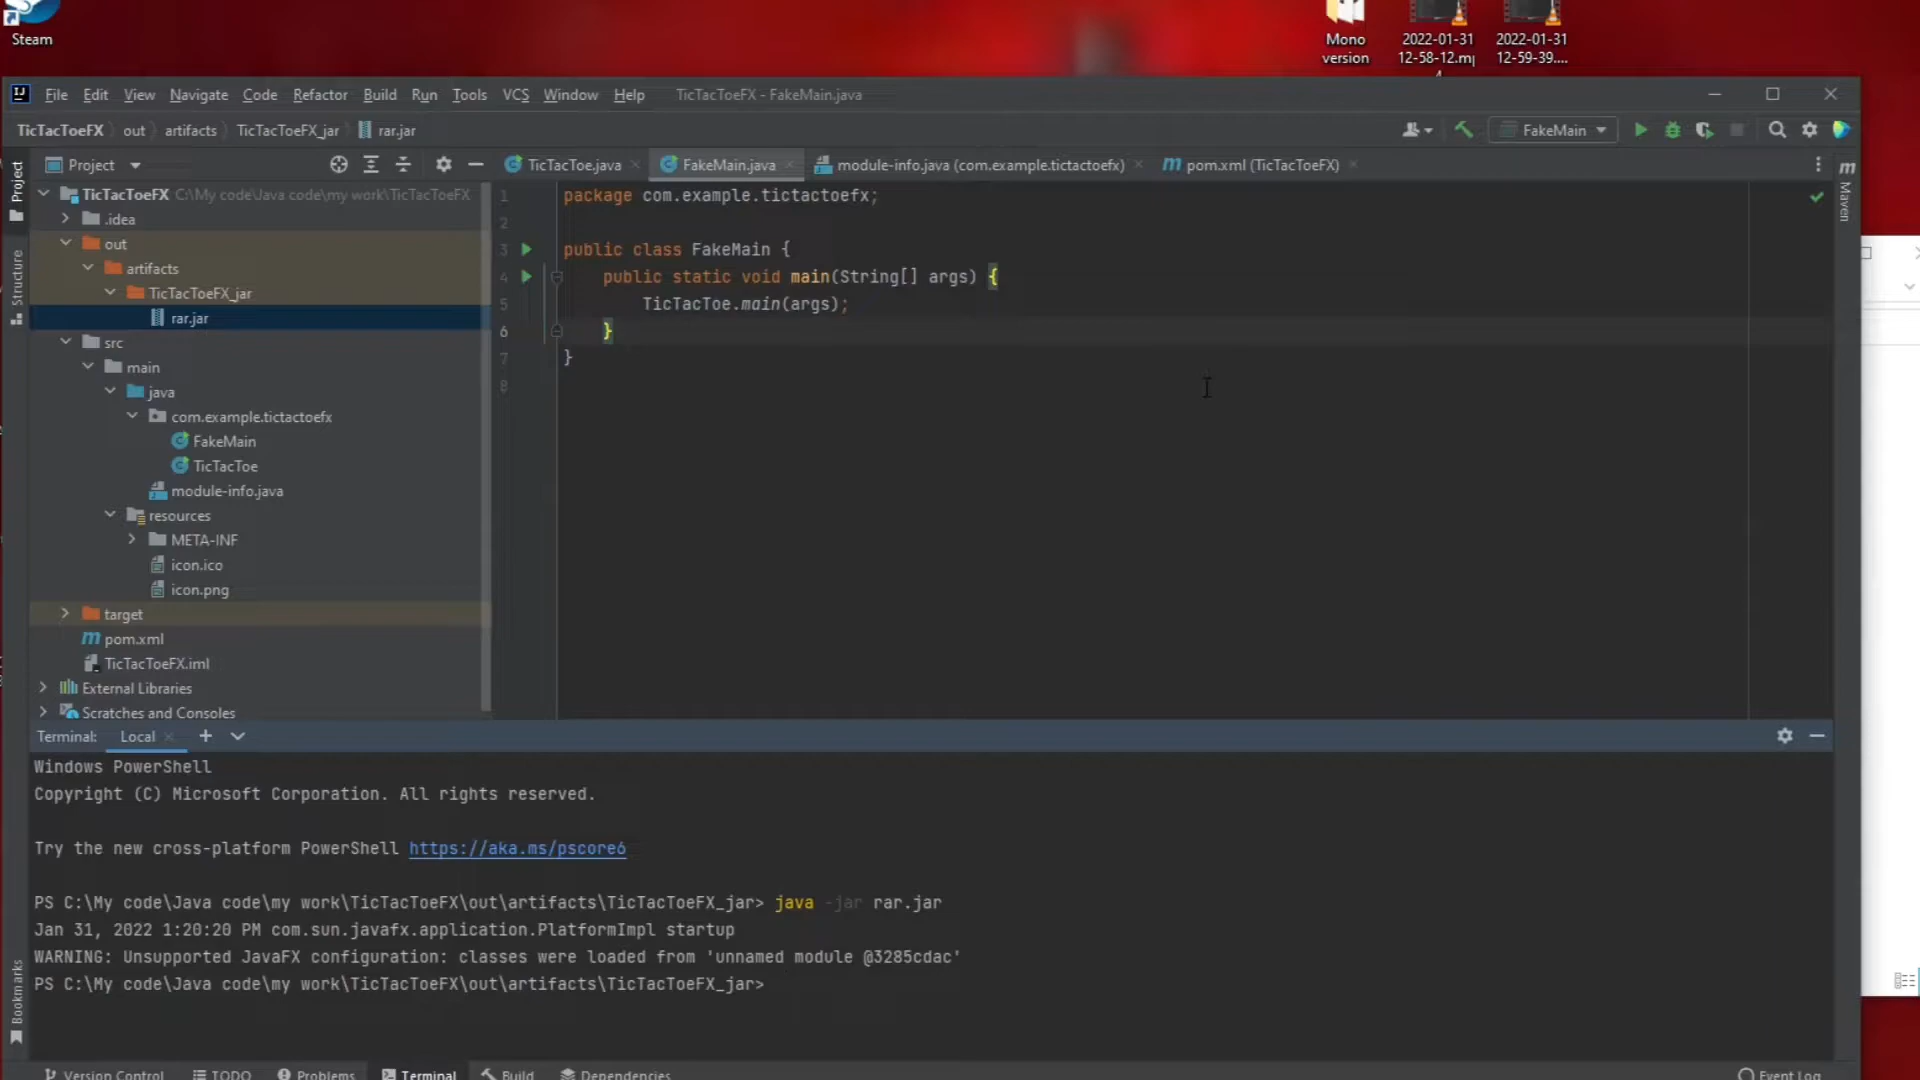 Steam
Mono version
2022-01-31 12-58-12.mp4
2022-01-31 12-59-39....
File Edit View Navigate Code Refactor Build Run Tools VCS Window Help TicTacToeFX - FakeMain.java
TicTacToeFX out artifacts TicTacToeFX_jar rar.jar
FakeMain
Project
TicTacToe.java FakeMain.java module-info.java (com.example.tictactoefx) pom.xml (TicTacToeFX)
Project
Structure
Bookmarks
Maven
TicTacToeFX C:\My code\Java code\my work\TicTacToeFX
.idea
out
artifacts
TicTacToeFX_jar
rar.jar
src
main
java
com.example.tictactoefx
FakeMain
TicTacToe
module-info.java
resources
META-INF
icon.ico
icon.png
target
pom.xml
TicTacToeFX.iml
External Libraries
Scratches and Consoles
1 package com.example.tictactoefx;
2
3 public class FakeMain {
4 public static void main(String[] args) {
5 TicTacToe.main(args);
6 }
7 }
8
Terminal: Local
Windows PowerShell
Copyright (C) Microsoft Corporation. All rights reserved.
Try the new cross-platform PowerShell https://aka.ms/pscore6
PS C:\My code\Java code\my work\TicTacToeFX\out\artifacts\TicTacToeFX_jar> java -jar rar.jar
Jan 31, 2022 1:20:20 PM com.sun.javafx.application.PlatformImpl startup
WARNING: Unsupported JavaFX configuration: classes were loaded from 'unnamed module @3285cdac'
PS C:\My code\Java code\my work\TicTacToeFX\out\artifacts\TicTacToeFX_jar>
Version Control TODO Problems Terminal Build Dependencies Event Log